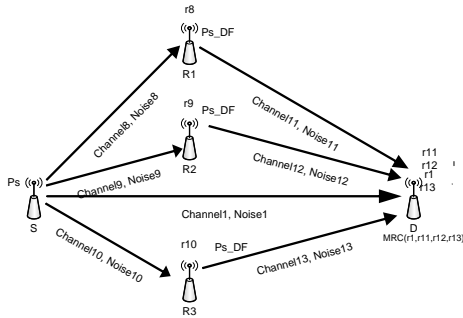 r8
Ps_DF
R1
Channel8, Noise8
Channel11, Noise11
r9
Ps_DF
R2
Channel9, Noise9
Channel12, Noise12
r11
r12
r1
r13
Ps
S
Channel1, Noise1
D
MRC(r1,r11,r12,r13)
Channel10, Noise10
r10
Ps_DF
Channel13, Noise13
R3